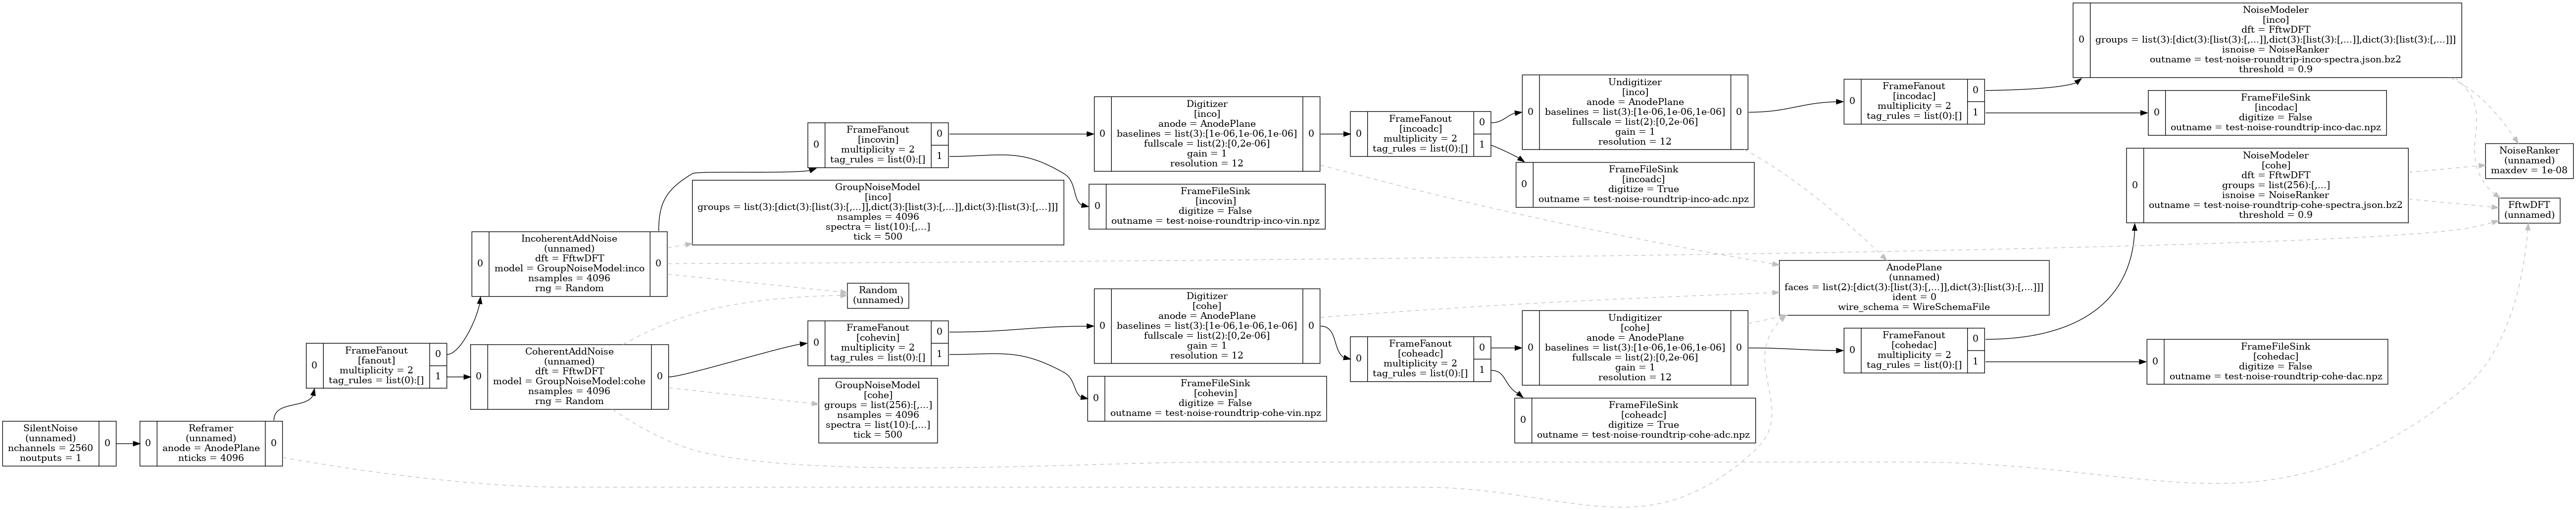 SilentNoise
(unnamed)
nchannels = 2560
noutputs = 1
0
0
Reframer
(unnamed)
anode = AnodePlane
nticks = 4096
0
0
FrameFanout
[fanout]
multiplicity = 2
tag_rules = list(0):[]
0
1
0
IncoherentAddNoise
(unnamed)
dft = FftwDFT
model = GroupNoiseModel:inco
nsamples = 4096
rng = Random
0
0
CoherentAddNoise
(unnamed)
dft = FftwDFT
model = GroupNoiseModel:cohe
nsamples = 4096
rng = Random
0
0
FrameFanout
[incovin]
multiplicity = 2
tag_rules = list(0):[]
0
1
GroupNoiseModel
[inco]
groups = list(3):[dict(3):[list(3):[,...]],dict(3):[list(3):[,...]],dict(3):[list(3):[,...]]]
nsamples = 4096
spectra = list(10):[,...]
tick = 500
Random
(unnamed)
0
FrameFanout
[cohevin]
multiplicity = 2
tag_rules = list(0):[]
0
1
GroupNoiseModel
[cohe]
groups = list(256):[,...]
nsamples = 4096
spectra = list(10):[,...]
tick = 500
0
Digitizer
[inco]
anode = AnodePlane
baselines = list(3):[1e-06,1e-06,1e-06]
fullscale = list(2):[0,2e-06]
gain = 1
resolution = 12
0
0
FrameFileSink
[incovin]
digitize = False
outname = test-noise-roundtrip-inco-vin.npz
0
Digitizer
[cohe]
anode = AnodePlane
baselines = list(3):[1e-06,1e-06,1e-06]
fullscale = list(2):[0,2e-06]
gain = 1
resolution = 12
0
0
FrameFileSink
[cohevin]
digitize = False
outname = test-noise-roundtrip-cohe-vin.npz
0
FrameFanout
[incoadc]
multiplicity = 2
tag_rules = list(0):[]
0
1
0
FrameFanout
[coheadc]
multiplicity = 2
tag_rules = list(0):[]
0
1
0
Undigitizer
[inco]
anode = AnodePlane
baselines = list(3):[1e-06,1e-06,1e-06]
fullscale = list(2):[0,2e-06]
gain = 1
resolution = 12
0
0
FrameFileSink
[incoadc]
digitize = True
outname = test-noise-roundtrip-inco-adc.npz
0
Undigitizer
[cohe]
anode = AnodePlane
baselines = list(3):[1e-06,1e-06,1e-06]
fullscale = list(2):[0,2e-06]
gain = 1
resolution = 12
0
0
FrameFileSink
[coheadc]
digitize = True
outname = test-noise-roundtrip-cohe-adc.npz
0
FrameFanout
[incodac]
multiplicity = 2
tag_rules = list(0):[]
0
1
AnodePlane
(unnamed)
faces = list(2):[dict(3):[list(3):[,...]],dict(3):[list(3):[,...]]]
ident = 0
wire_schema = WireSchemaFile
0
FrameFanout
[cohedac]
multiplicity = 2
tag_rules = list(0):[]
0
1
0
NoiseModeler
[inco]
dft = FftwDFT
groups = list(3):[dict(3):[list(3):[,...]],dict(3):[list(3):[,...]],dict(3):[list(3):[,...]]]
isnoise = NoiseRanker
outname = test-noise-roundtrip-inco-spectra.json.bz2
threshold = 0.9
0
FrameFileSink
[incodac]
digitize = False
outname = test-noise-roundtrip-inco-dac.npz
0
NoiseModeler
[cohe]
dft = FftwDFT
groups = list(256):[,...]
isnoise = NoiseRanker
outname = test-noise-roundtrip-cohe-spectra.json.bz2
threshold = 0.9
0
FrameFileSink
[cohedac]
digitize = False
outname = test-noise-roundtrip-cohe-dac.npz
NoiseRanker
(unnamed)
maxdev = 1e-08
FftwDFT
(unnamed)